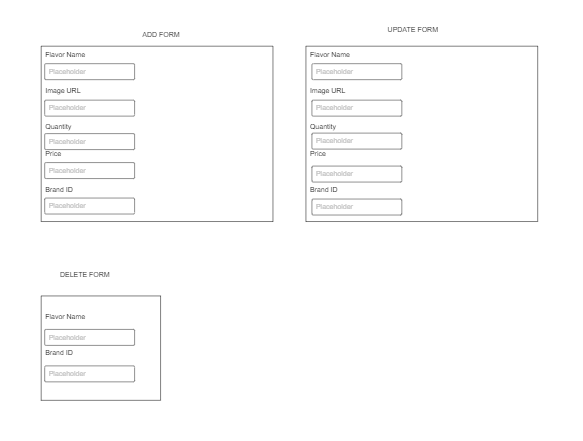 ADD FORM
Flavor Name
Placeholder
Image URL
Placeholder
Quantity
Placeholder
Price
Placeholder
Brand ID
Placeholder
UPDATE FORM
Flavor Name
Placeholder
Image URL
Placeholder
Quantity
Placeholder
Price
Placeholder
Brand ID
Placeholder
DELETE FORM
Flavor Name
Placeholder
Brand ID
Placeholder